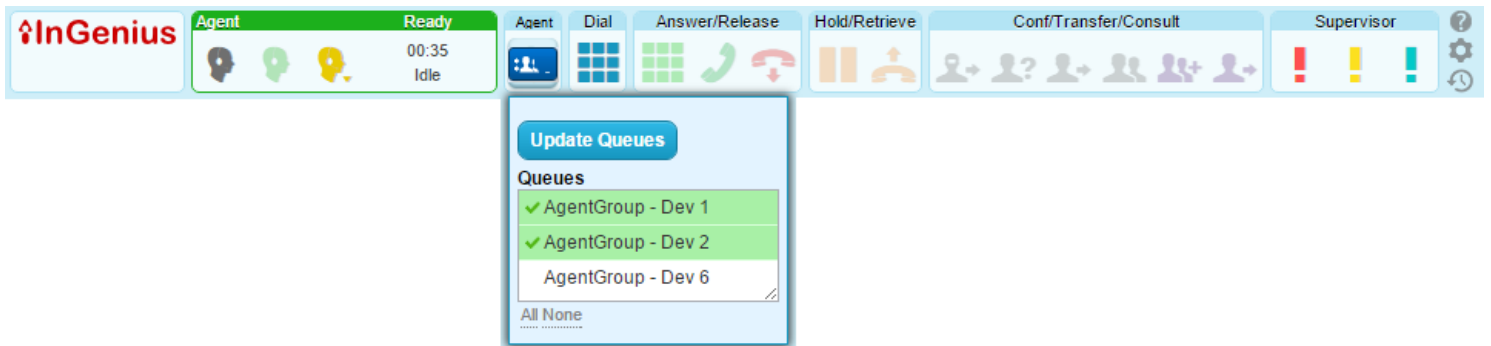 InGenius
Agent Ready
00:35
Idle
Agent
Dial
Answer/Release
Hold/Retrieve
Conf/Transfer/Consult
Supervisor
Update Queues
Queues
AgentGroup - Dev 1
AgentGroup - Dev 2
AgentGroup - Dev 6
All None